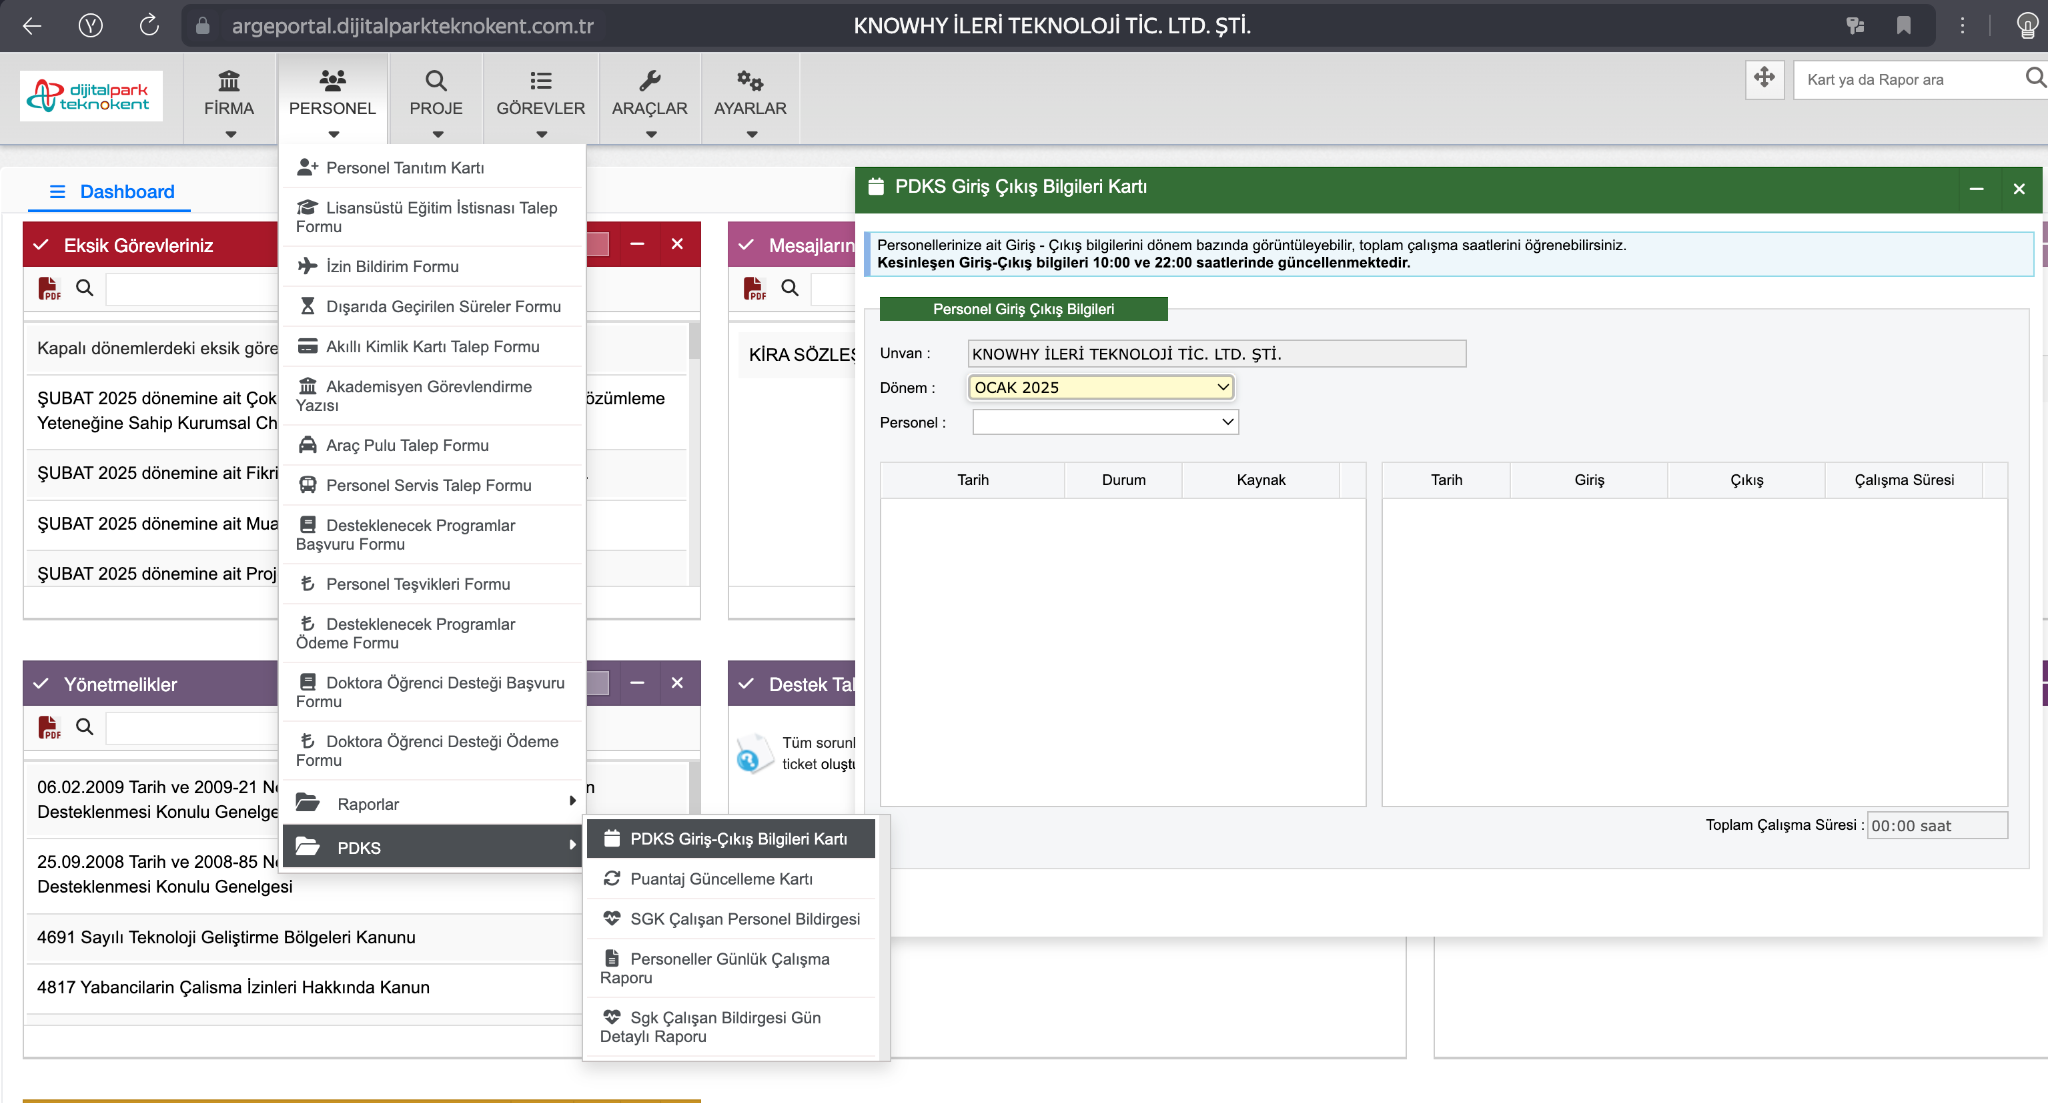 argeportal.dijitalparkteknokent.com.tr
KNOWHY İLERİ TEKNOLOJİ TİC. LTD. ŞTİ.
dijitalpark
teknokent
FİRMA
PERSONEL
PROJE
GÖREVLER
ARAÇLAR
AYARLAR
Kart ya da Rapor ara
Dashboard
Eksik Görevleriniz
PDF
Kapalı dönemlerdeki eksik göre
ŞUBAT 2025 dönemine ait Çok
özümleme
Yeteneğine Sahip Kurumsal Ch
ŞUBAT 2025 dönemine ait Fikri
ŞUBAT 2025 dönemine ait Mua
ŞUBAT 2025 dönemine ait Proj
Yönetmelikler
PDF
06.02.2009 Tarih ve 2009-21 N
n
Desteklenmesi Konulu Genelge
25.09.2008 Tarih ve 2008-85 N
Desteklenmesi Konulu Genelgesi
4691 Sayılı Teknoloji Geliştirme Bölgeleri Kanunu
4817 Yabancilarin Çalisma İzinleri Hakkında Kanun
Personel Tanıtım Kartı
Lisansüstü Eğitim İstisnası Talep
Formu
İzin Bildirim Formu
Dışarıda Geçirilen Süreler Formu
Akıllı Kimlik Kartı Talep Formu
Akademisyen Görevlendirme
Yazısı
Araç Pulu Talep Formu
Personel Servis Talep Formu
Desteklenecek Programlar
Başvuru Formu
Personel Teşvikleri Formu
Desteklenecek Programlar
Ödeme Formu
Doktora Öğrenci Desteği Başvuru
Formu
Doktora Öğrenci Desteği Ödeme
Formu
Raporlar
PDKS
PDKS Giriş-Çıkış Bilgileri Kartı
Puantaj Güncelleme Kartı
SGK Çalışan Personel Bildirgesi
Personeller Günlük Çalışma
Raporu
Sgk Çalışan Bildirgesi Gün
Detaylı Raporu
Mesajların
PDF
KİRA SÖZLEŞ
Destek Tal
Tüm sorunl
ticket oluştu
PDKS Giriş Çıkış Bilgileri Kartı
Personellerinize ait Giriş - Çıkış bilgilerini dönem bazında görüntüleyebilir, toplam çalışma saatlerini öğrenebilirsiniz.
Kesinleşen Giriş-Çıkış bilgileri 10:00 ve 22:00 saatlerinde güncellenmektedir.
Personel Giriş Çıkış Bilgileri
Unvan : KNOWHY İLERİ TEKNOLOJİ TİC. LTD. ŞTİ.
Dönem : OCAK 2025
Personel :
Tarih Durum Kaynak
Tarih Giriş Çıkış Çalışma Süresi
Toplam Çalışma Süresi : 00:00 saat